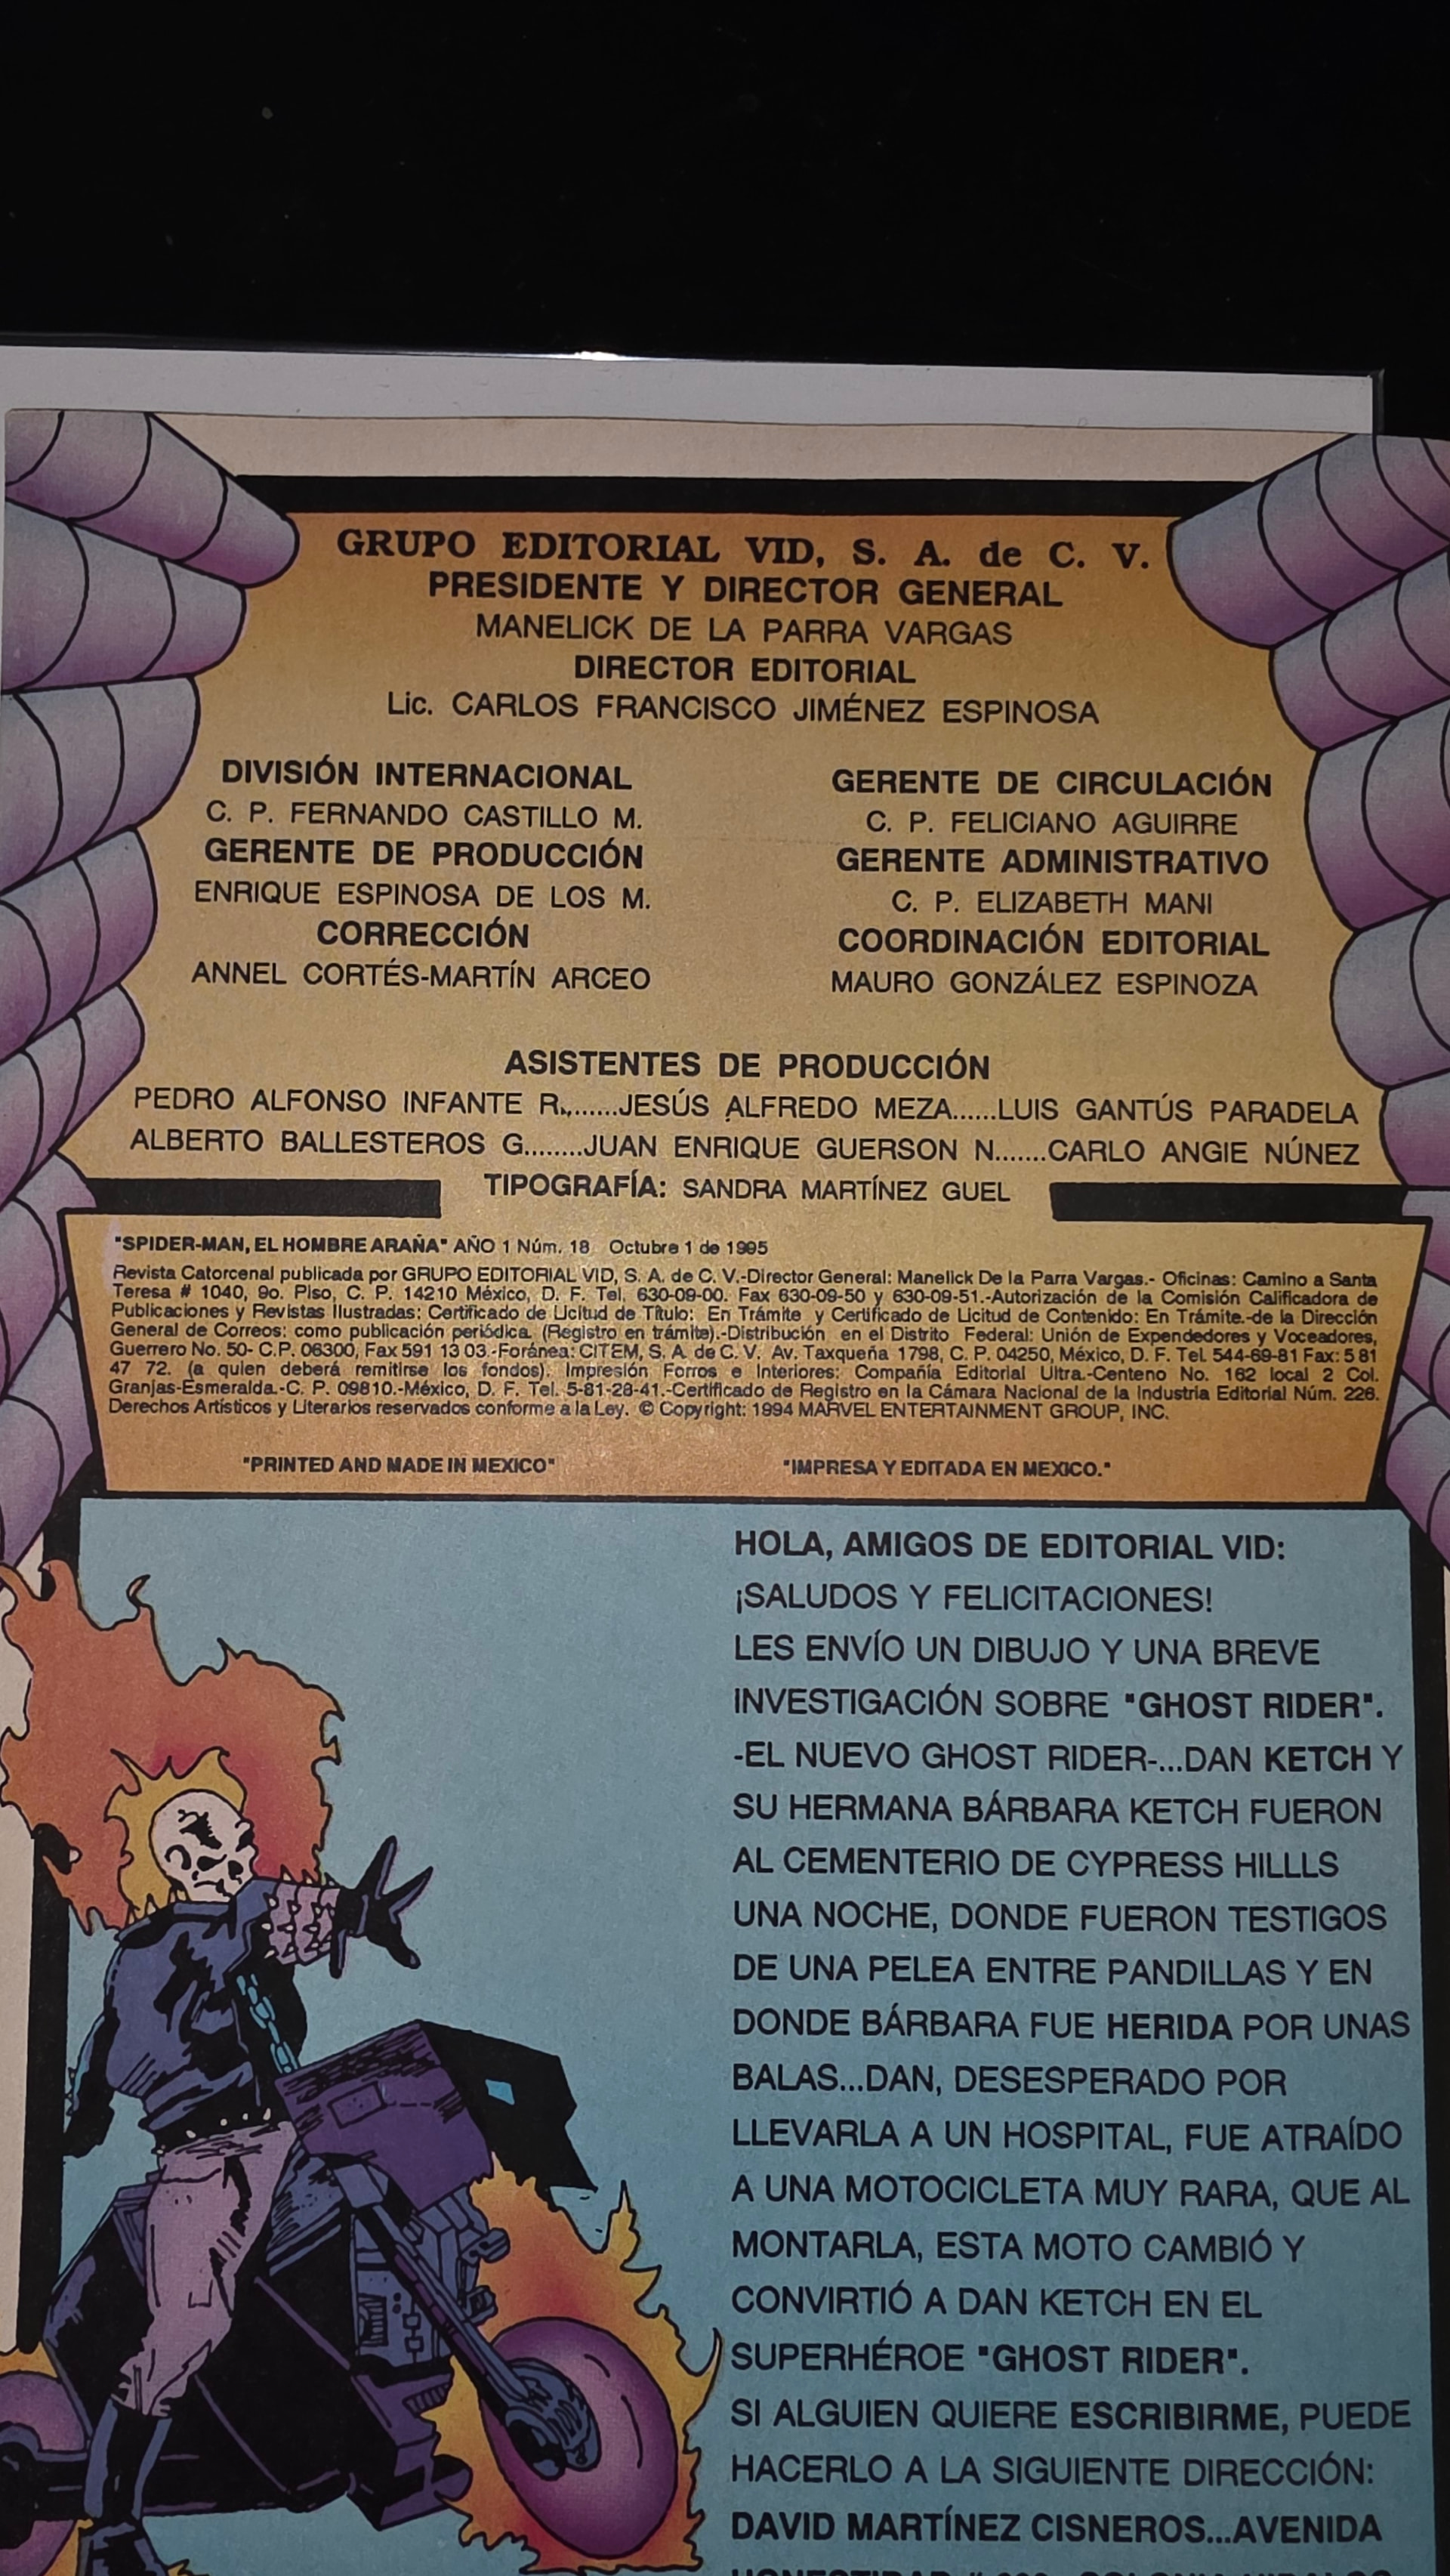 GRUPO EDITORIAL VID, S. A. de C. V.
PRESIDENTE Y DIRECTOR GENERAL
MANELICK DE LA PARRA VARGAS
DIRECTOR EDITORIAL
Lic. CARLOS FRANCISCO JIMÉNEZ ESPINOSA
DIVISIÓN INTERNACIONAL
C. P. FERNANDO CASTILLO M.
GERENTE DE PRODUCCIÓN
ENRIQUE ESPINOSA DE LOS M.
CORRECCIÓN
ANNEL CORTÉS-MARTÍN ARCEO
GERENTE DE CIRCULACIÓN
C. P. FELICIANO AGUIRRE
GERENTE ADMINISTRATIVO
C. P. ELIZABETH MANI
COORDINACIÓN EDITORIAL
MAURO GONZÁLEZ ESPINOZA
ASISTENTES DE PRODUCCIÓN
PEDRO ALFONSO INFANTE R.......JESÚS ALFREDO MEZA......LUIS GANTÚS PARADELA
ALBERTO BALLESTEROS G........JUAN ENRIQUE GUERSON N.......CARLO ANGIE NÚNEZ
TIPOGRAFÍA: SANDRA MARTÍNEZ GUEL
"SPIDER-MAN, EL HOMBRE ARAÑA" AÑO 1 Núm. 18 Octubre 1 de 1995
Revista Catorcenal publicada por GRUPO EDITORIAL VID, S. A. de C. V.-Director General: Manelick De la Parra Vargas.- Oficinas: Camino a Santa
Teresa # 1040, 9o. Piso, C. P. 14210 México, D. F. Tel. 630-09-00. Fax 630-09-50 y 630-09-51.-Autorización de la Comisión Calificadora de
Publicaciones y Revistas Ilustradas: Certificado de Licitud de Título: En Trámite y Certificado de Licitud de Contenido: En Trámite.-de la Dirección
General de Correos: como publicación periódica. (Registro en trámite).-Distribución en el Distrito Federal: Unión de Expendedores y Voceadores,
Guerrero No. 50- C.P. 06300, Fax 591 13 03.-Foránea: CITEM, S. A. de C. V. Av. Taxqueña 1798, C. P. 04250, México, D. F. Tel. 544-69-81 Fax: 5 81
47 72. (a quien deberá remitirse los fondos). Impresión Forros e Interiores: Compañía Editorial Ultra.-Centeno No. 162 local 2 Col.
Granjas-Esmeralda.-C. P. 09810.-México, D. F. Tel. 5-81-28-41.-Certificado de Registro en la Cámara Nacional de la Industria Editorial Núm. 226.
Derechos Artísticos y Literarios reservados conforme a la Ley. © Copyright: 1994 MARVEL ENTERTAINMENT GROUP, INC.
"PRINTED AND MADE IN MEXICO" "IMPRESA Y EDITADA EN MEXICO."
HOLA, AMIGOS DE EDITORIAL VID:
¡SALUDOS Y FELICITACIONES!
LES ENVÍO UN DIBUJO Y UNA BREVE
INVESTIGACIÓN SOBRE "GHOST RIDER".
-EL NUEVO GHOST RIDER-...DAN KETCH Y
SU HERMANA BÁRBARA KETCH FUERON
AL CEMENTERIO DE CYPRESS HILLLS
UNA NOCHE, DONDE FUERON TESTIGOS
DE UNA PELEA ENTRE PANDILLAS Y EN
DONDE BÁRBARA FUE HERIDA POR UNAS
BALAS...DAN, DESESPERADO POR
LLEVARLA A UN HOSPITAL, FUE ATRAÍDO
A UNA MOTOCICLETA MUY RARA, QUE AL
MONTARLA, ESTA MOTO CAMBIÓ Y
CONVIRTIÓ A DAN KETCH EN EL
SUPERHÉROE "GHOST RIDER".
SI ALGUIEN QUIERE ESCRIBIRME, PUEDE
HACERLO A LA SIGUIENTE DIRECCIÓN:
DAVID MARTÍNEZ CISNEROS...AVENIDA